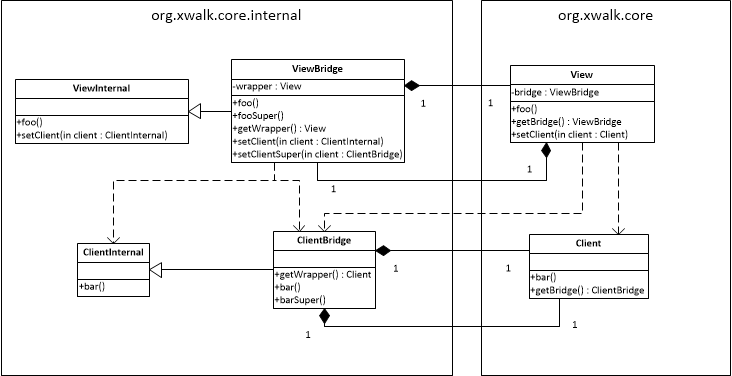 org.xwalk.core.internal
org.xwalk.core
ViewInternal
+foo()
+setClient(in client : ClientInternal)
ViewBridge
-wrapper : View
+foo()
+fooSuper()
+getWrapper() : View
+setClient(in client : ClientInternal)
+setClientSuper(in client : ClientBridge)
1
1
View
-bridge : ViewBridge
+foo()
+getBridge() : ViewBridge
+setClient(in client : Client)
1
1
ClientInternal
+bar()
ClientBridge
+getWrapper() : Client
+bar()
+barSuper()
1
1
Client
+bar()
+getBridge() : ClientBridge
1
1